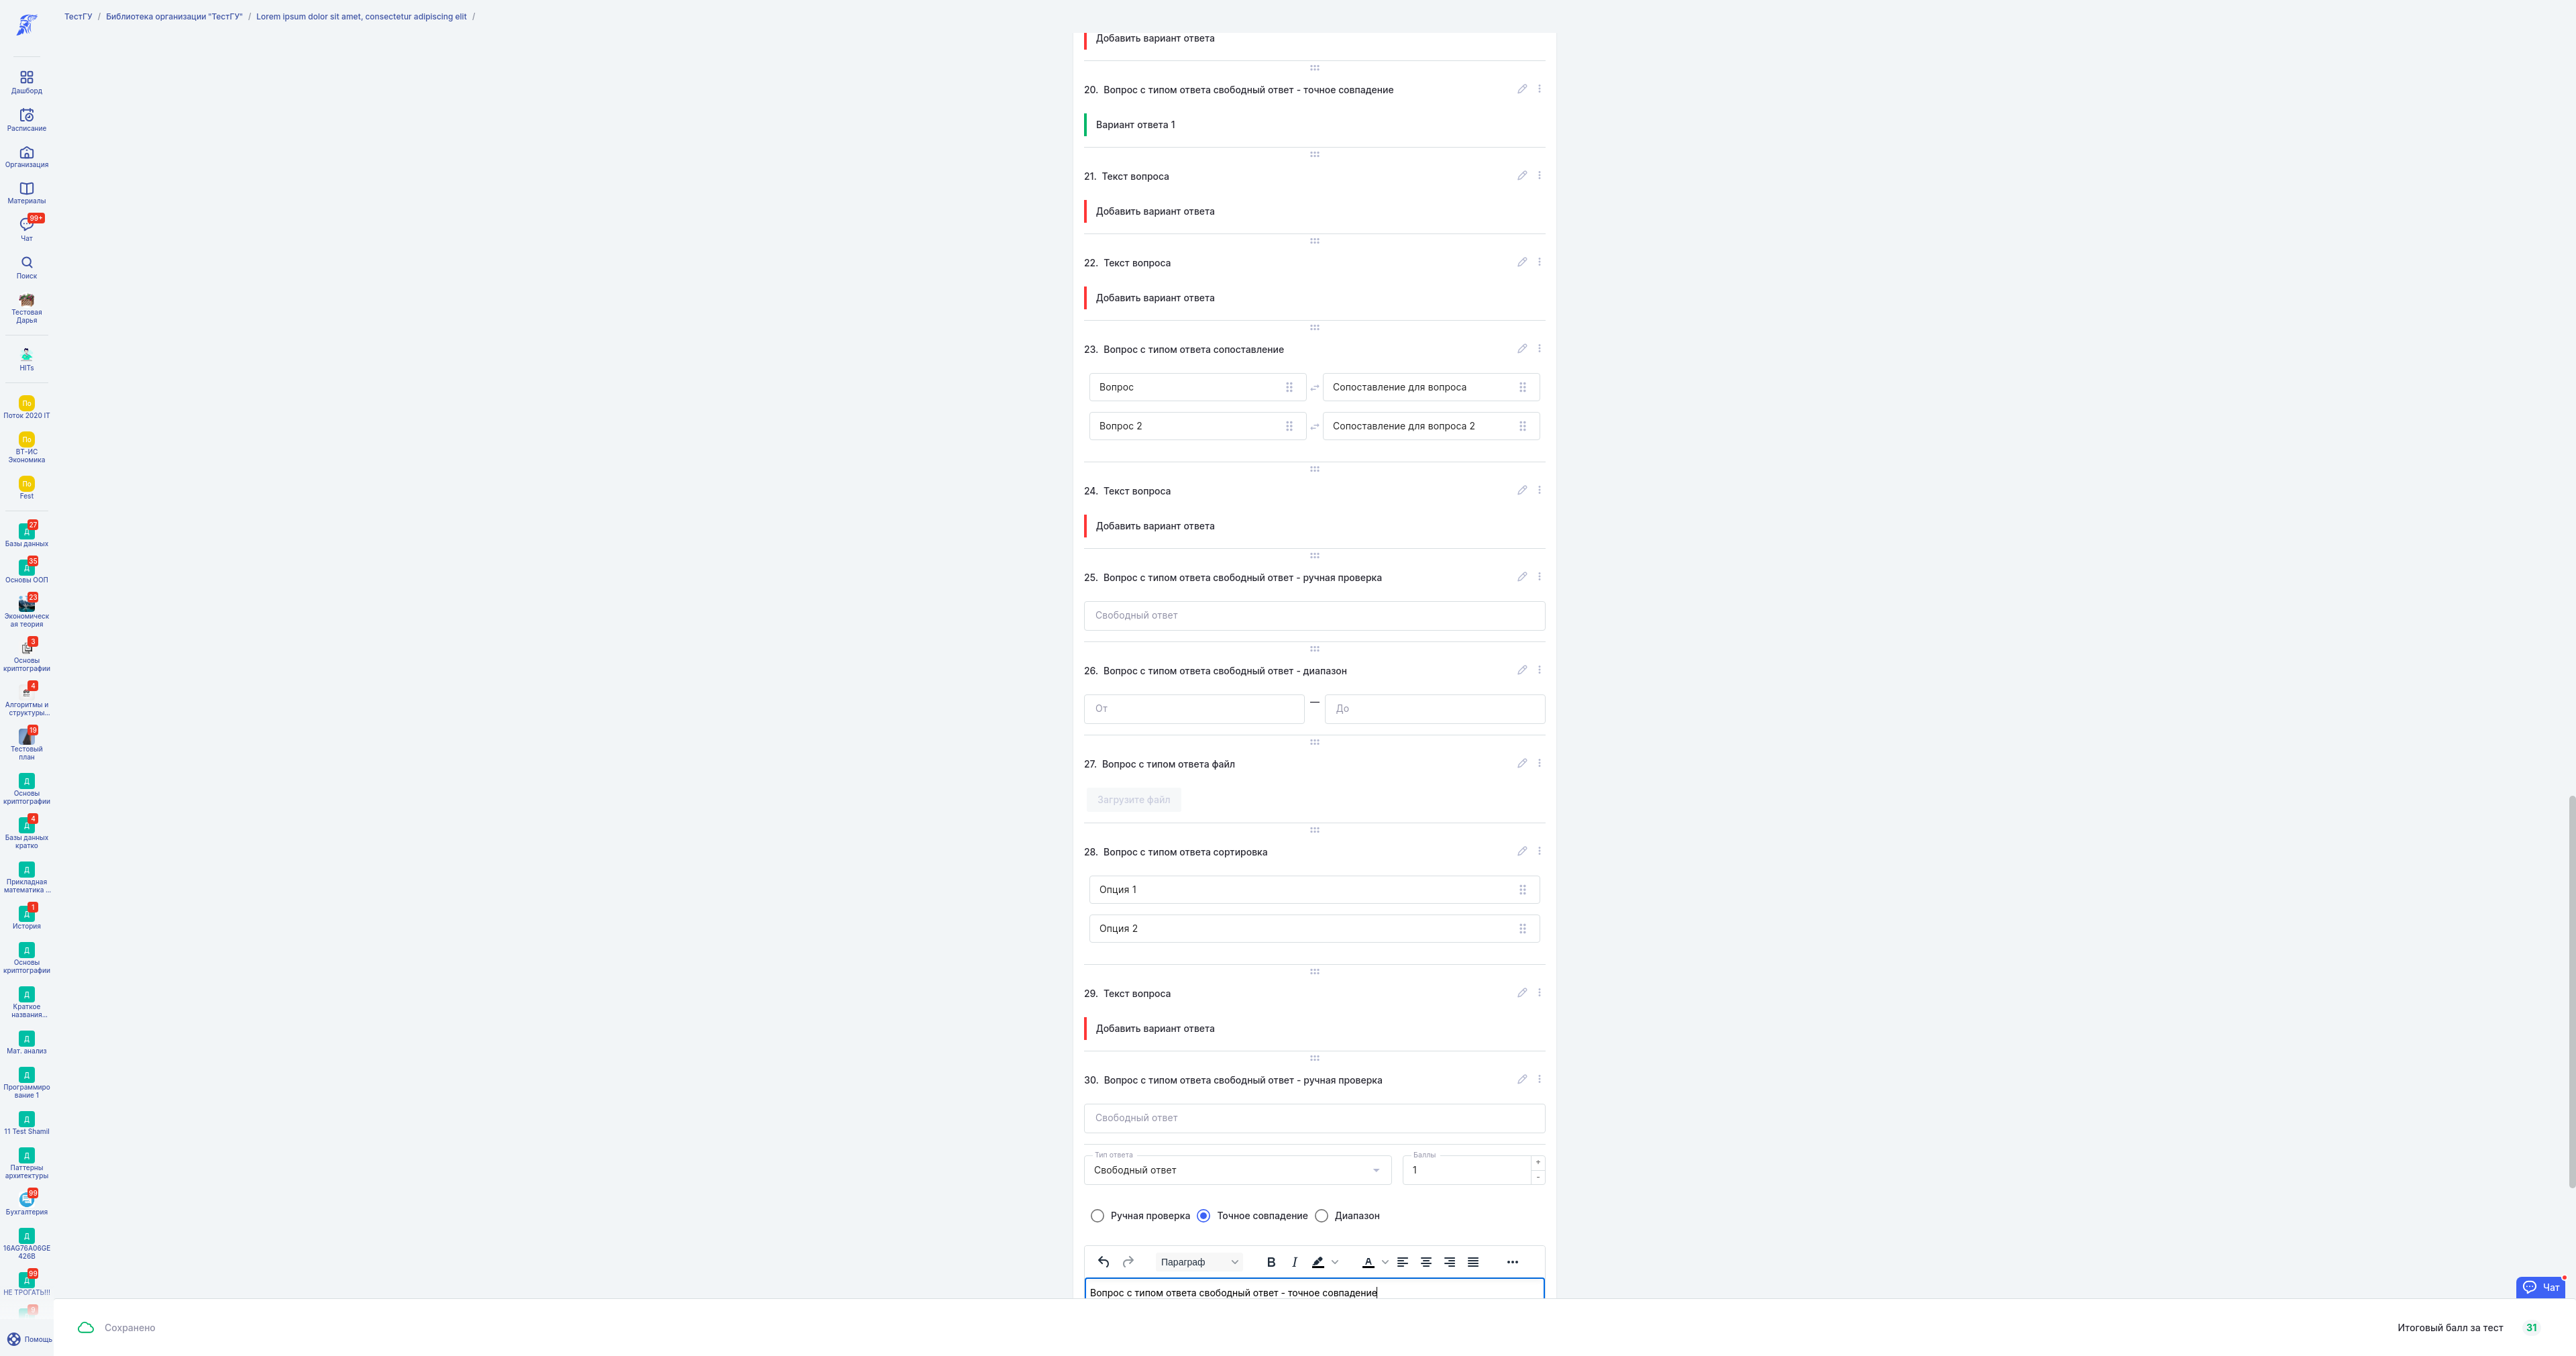 ТестГУ / Библиотека организации "ТестГУ" / Lorem ipsum dolor sit amet, consectetur adipiscing elit /
Дашборд
Расписание
Организация
Материалы
99+
Чат
Поиск
Тестовая
Дарья
HITs
По
Поток 2020 IT
По
ВТ-ИС
Экономика
По
Fest
27
Д
Базы данных
35
Д
Основы ООП
23
Экономическ
ая теория
3
Основы
криптографии
4
Алгоритмы и
структуры...
19
Тестовый
план
Д
Основы
криптографии
4
Д
Базы данных
кратко
Д
Прикладная
математика ...
1
Д
История
Д
Основы
криптографии
Д
Краткое
названия...
Д
Мат. анализ
Д
Программиро
вание 1
Д
11 Test Shamil
Д
Паттерны
архитектуры
99
Бухгалтерия
Д
16AG76A06GE
426B
99
Д
НЕ ТРОГАТЬ!!!
Помощь
Добавить вариант ответа
20. Вопрос с типом ответа свободный ответ - точное совпадение
Вариант ответа 1
21. Текст вопроса
Добавить вариант ответа
22. Текст вопроса
Добавить вариант ответа
23. Вопрос с типом ответа сопоставление
Вопрос
Сопоставление для вопроса
Вопрос 2
Сопоставление для вопроса 2
24. Текст вопроса
Добавить вариант ответа
25. Вопрос с типом ответа свободный ответ - ручная проверка
Свободный ответ
26. Вопрос с типом ответа свободный ответ - диапазон
От — До
27. Вопрос с типом ответа файл
Загрузите файл
28. Вопрос с типом ответа сортировка
Опция 1
Опция 2
29. Текст вопроса
Добавить вариант ответа
30. Вопрос с типом ответа свободный ответ - ручная проверка
Свободный ответ
Тип ответа
Свободный ответ
Баллы
1
+
-
Ручная проверка Точное совпадение Диапазон
Параграф B I A
Вопрос с типом ответа свободный ответ - точное совпадение
Чат
Сохранено
Итоговый балл за тест 31